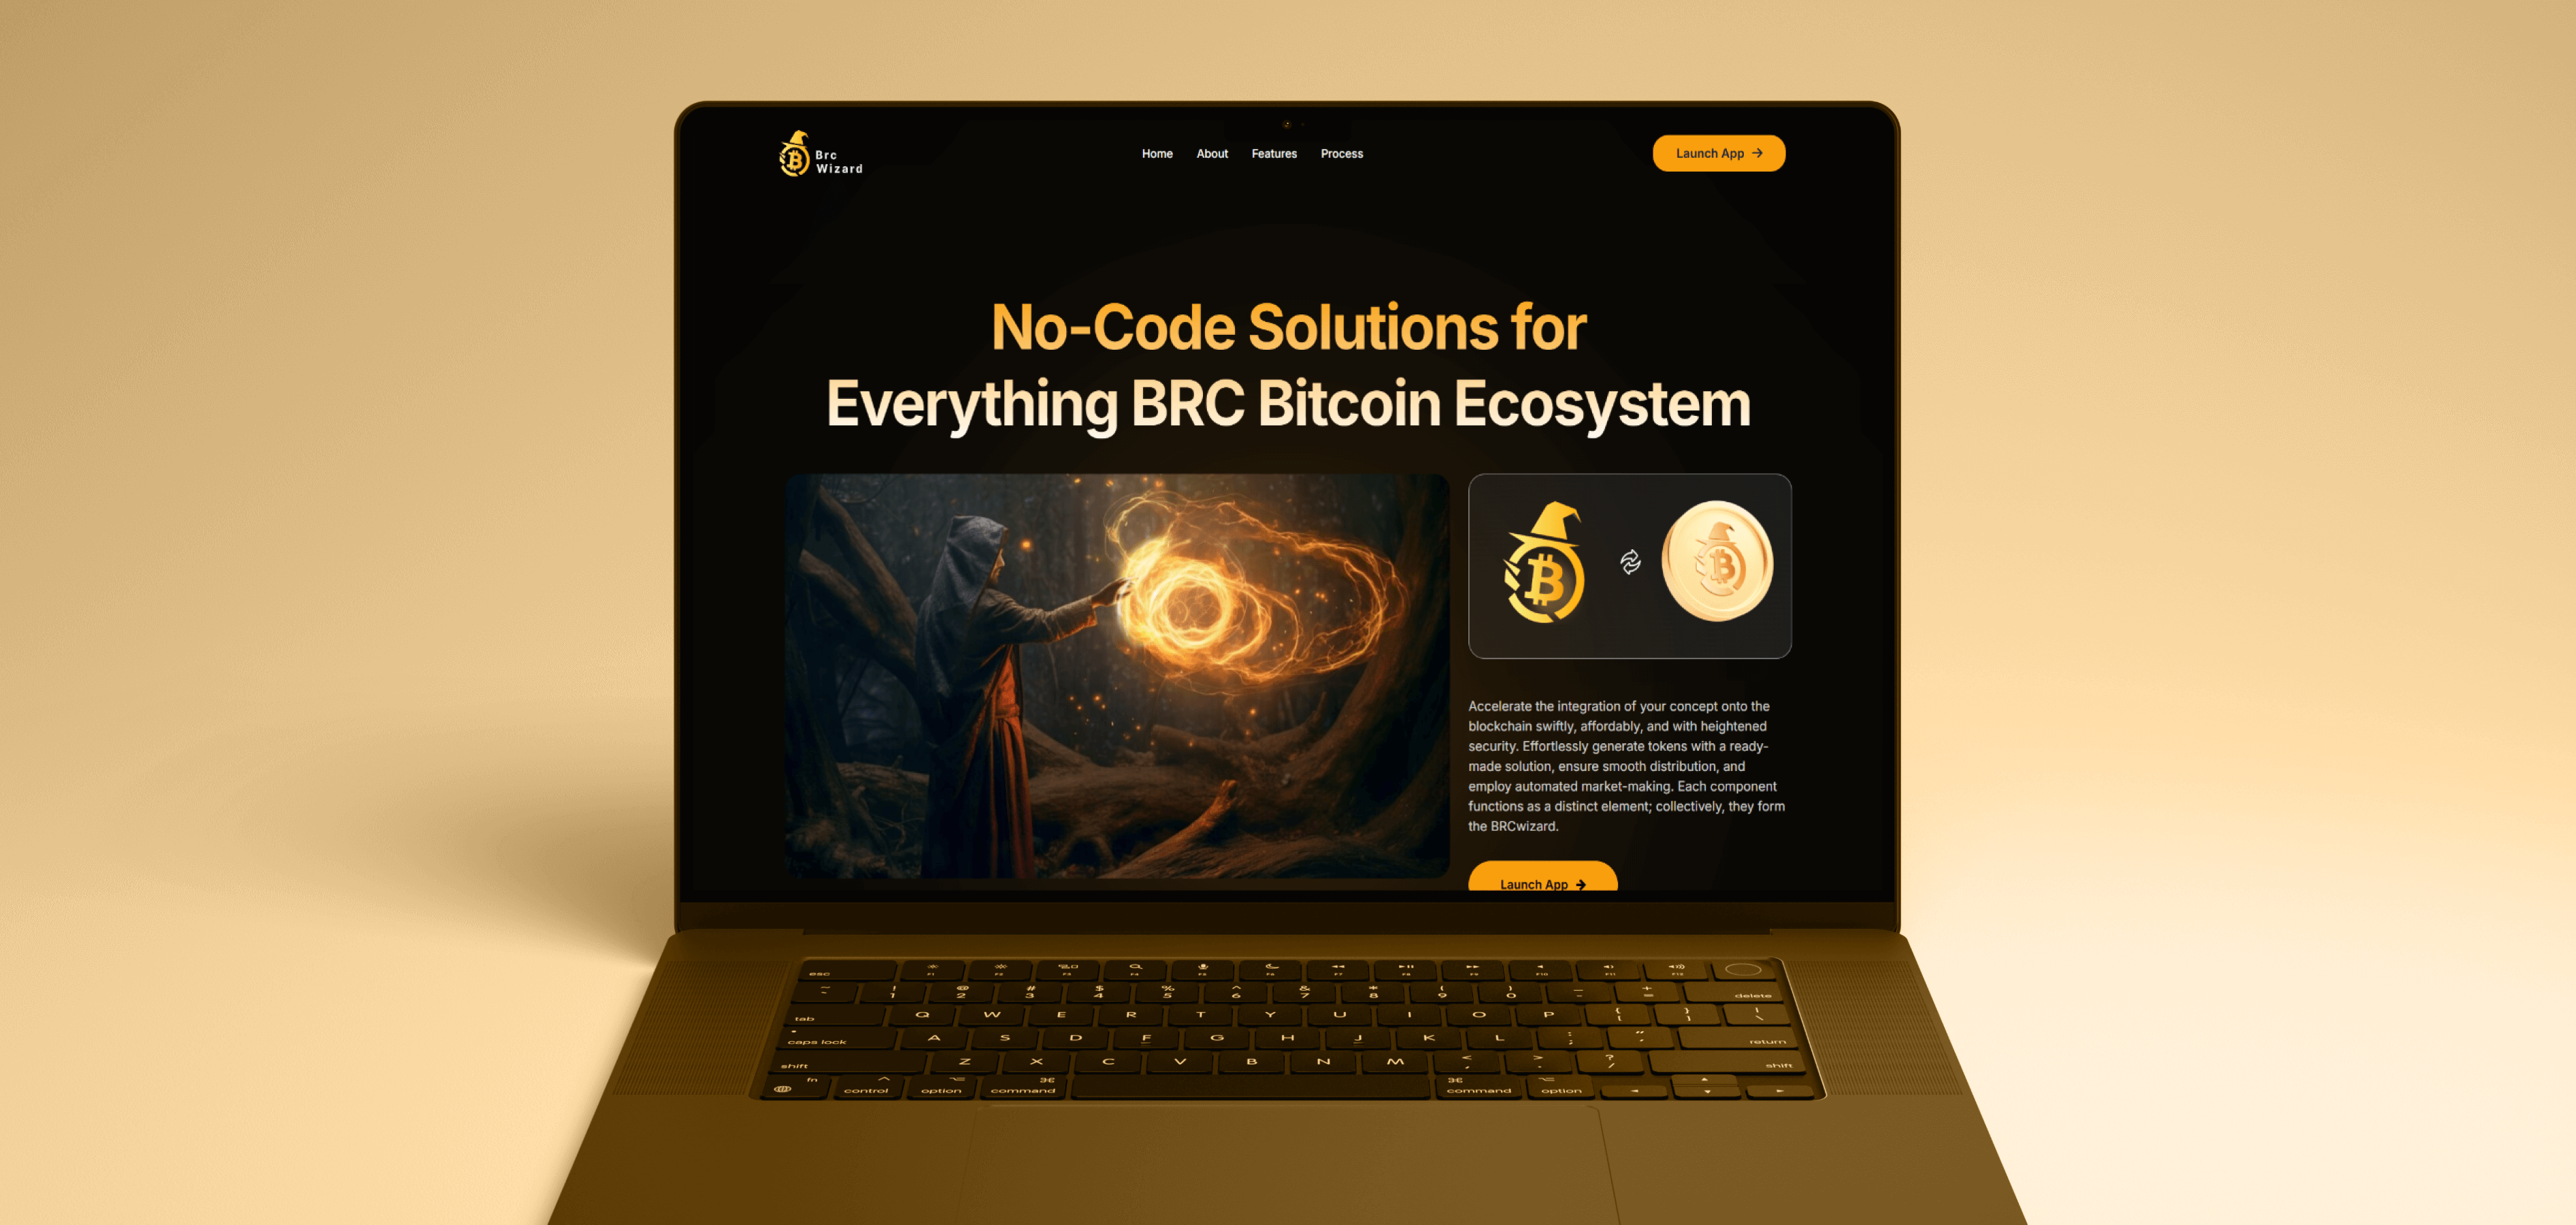 Brc
Wizard
Home About Features Process
Launch App →
No-Code Solutions for
Everything BRC Bitcoin Ecosystem
Accelerate the integration of your concept onto the
blockchain swiftly, affordably, and with heightened
security. Effortlessly generate tokens with a ready-
made solution, ensure smooth distribution, and
employ automated market-making. Each component
functions as a distinct element; collectively, they form
the BRCwizard.
Launch App →
esc
! @ # $ % ^ & * ( ) _ +
1 2 3 4 5 6 7 8 9 0 - = delete
tab Q W E R T Y U I O P
caps lock A S D F G H J K L return
shift Z X C V B N M < > ? shift
fn control option command command option